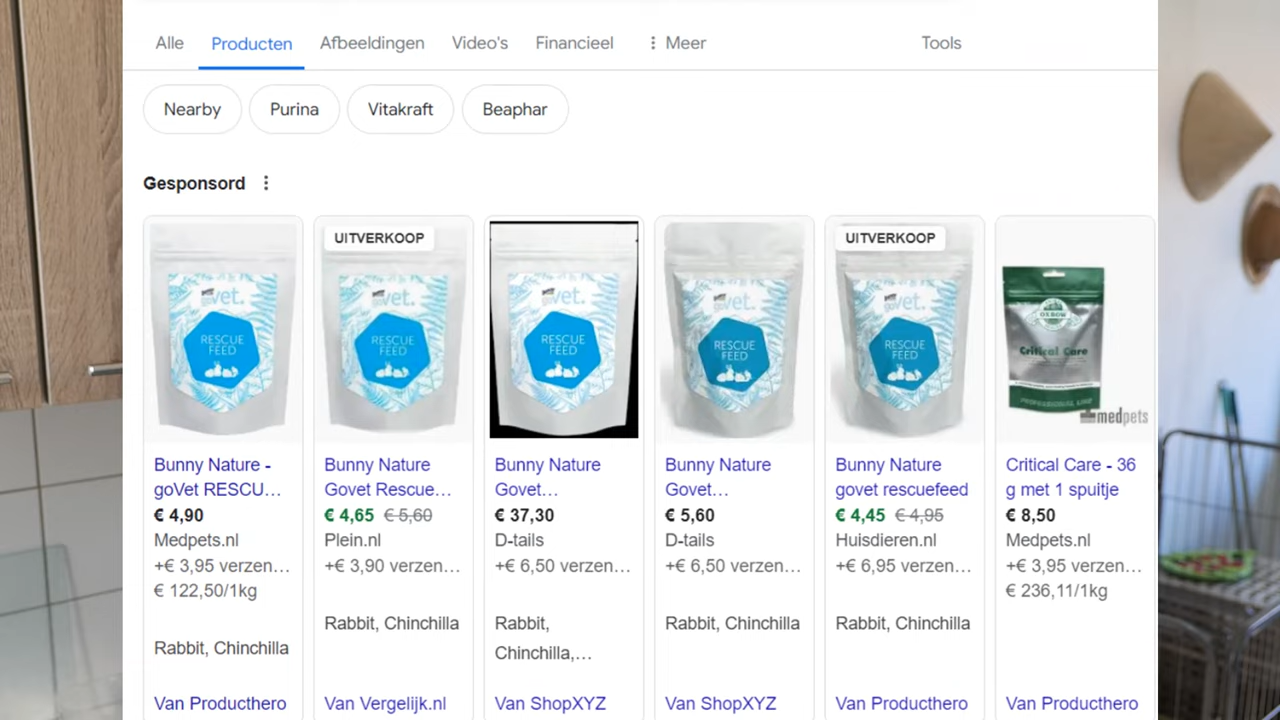 Alle
Producten
Afbeeldingen
Video's
Financieel
Meer
Tools
Nearby
Purina
Vitakraft
Beaphar
Gesponsord
vet.
RESCUE
FEED
Bunny Nature -
goVet RESCU...
€ 4,90
Medpets.nl
+€ 3,95 verzen...
€ 122,50/1kg
Rabbit, Chinchilla
Van Producthero
UITVERKOOP
vet.
RESCUE
FEED
Bunny Nature
Govet Rescue...
€ 4,65 € 5,60
Plein.nl
+€ 3,90 verzen...
Rabbit, Chinchilla
Van Vergelijk.nl
vet.
RESCUE
FEED
Bunny Nature
Govet...
€ 37,30
D-tails
+€ 6,50 verzen...
Rabbit,
Chinchilla,...
Van ShopXYZ
vet.
RESCUE
FEED
Bunny Nature
Govet...
€ 5,60
D-tails
+€ 6,50 verzen...
Rabbit, Chinchilla
Van ShopXYZ
UITVERKOOP
vet.
RESCUE
FEED
Bunny Nature
govet rescuefeed
€ 4,45 € 4,95
Huisdieren.nl
+€ 6,95 verzen...
Rabbit, Chinchilla
Van Producthero
OXBOW
Critical Care
PROFESSIONAL LINE
medpets
Critical Care - 36
g met 1 spuitje
€ 8,50
Medpets.nl
+€ 3,95 verzen...
€ 236,11/1kg
Van Producthero